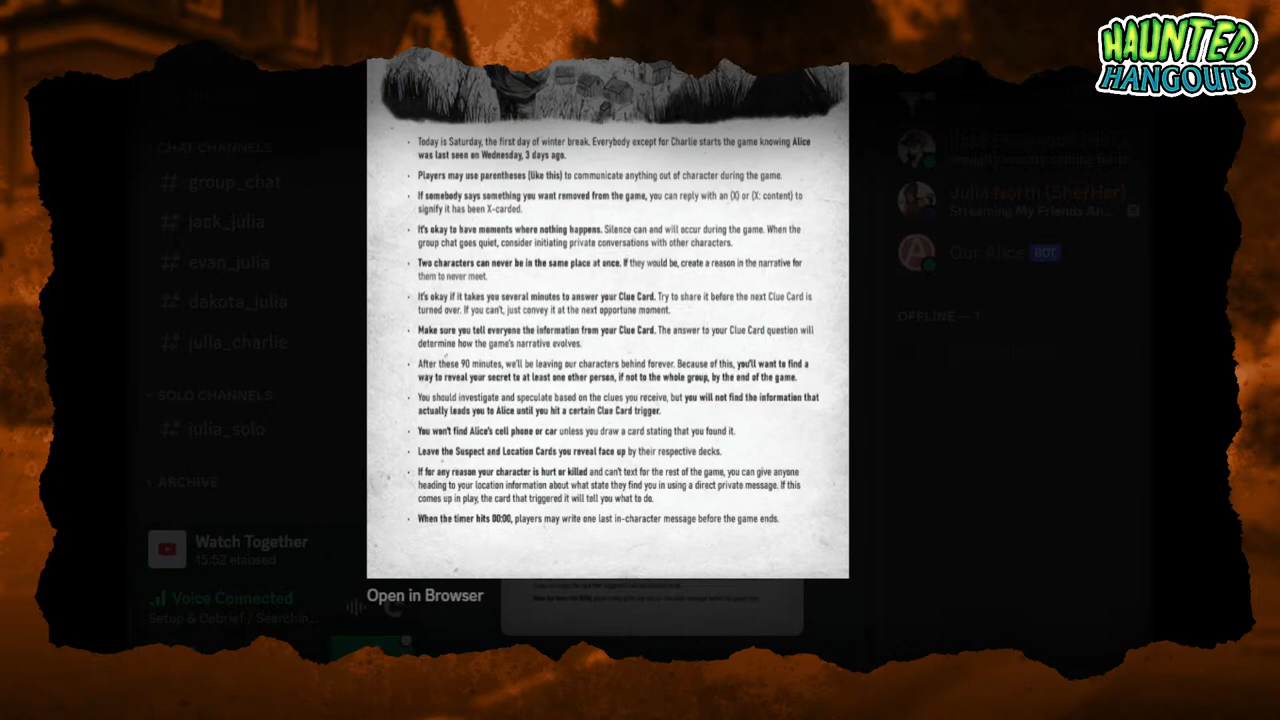 HAUNTED
HANGOUTS
CHAT CHANNELS
group_chat
jack_julia
evan_julia
dakota_julia
julia_charlie
SOLO CHANNELS
julia_solo
ARCHIVE
Watch Together
15:52 elapsed
Voice Connected
Setup & Debrief / Searchin...
• Today is Saturday, the first day of winter break. Everybody except for Charlie starts the game knowing Alice
was last seen on Wednesday, 3 days ago.
• Players may use parentheses (like this) to communicate anything out of character during the game.
• If somebody says something you want removed from the game, you can reply with an (X) or (X: content) to
signify it has been X-carded.
• It's okay to have moments where nothing happens. Silence can and will occur during the game. When the
group chat goes quiet, consider initiating private conversations with other characters.
• Two characters can never be in the same place at once. If they would be, create a reason in the narrative for
them to never meet.
• It's okay if it takes you several minutes to answer your Clue Card. Try to share it before the next Clue Card is
turned over. If you can't, just convey it at the next opportune moment.
• Make sure you tell everyone the information from your Clue Card. The answer to your Clue Card question will
determine how the game's narrative evolves.
• After these 90 minutes, we'll be leaving our characters behind forever. Because of this, you'll want to find a
way to reveal your secret to at least one other person, if not to the whole group, by the end of the game.
• You should investigate and speculate based on the clues you receive, but you will not find the information that
actually leads you to Alice until you hit a certain Clue Card trigger.
• You won't find Alice's cell phone or car unless you draw a card stating that you found it.
• Leave the Suspect and Location Cards you reveal face up by their respective decks.
• If for any reason your character is hurt or killed and can't text for the rest of the game, you can give anyone
heading to your location information about what state they find you in using a direct private message. If this
comes up in play, the card that triggered it will tell you what to do.
• When the timer hits 00:00, players may write one last in-character message before the game ends.
Open in Browser
Julia North (SherHer)
Streaming My Friends An...
Our Alice BOT
OFFLINE — 1